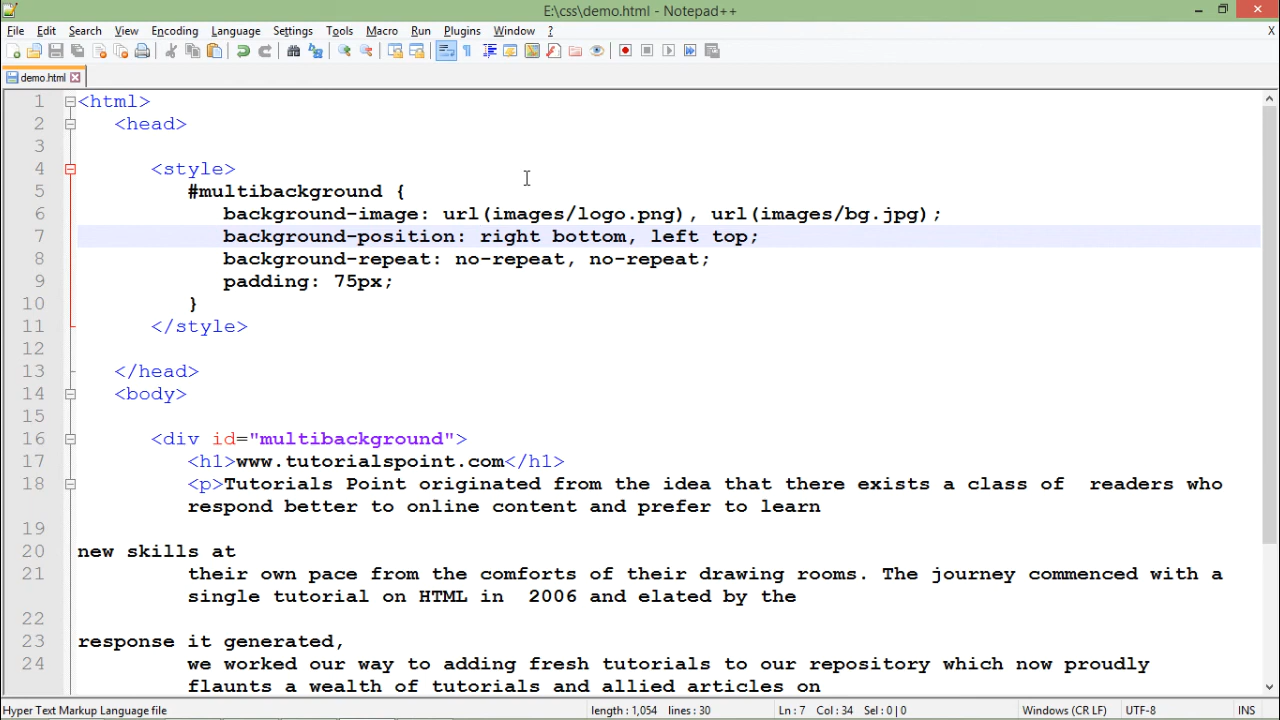 E:\css\demo.html - Notepad++
File Edit Search View Encoding Language Settings Tools Macro Run Plugins Window ? X
demo.html
1 <html>
2 <head>
3
4 <style>
5 #multibackground {
6 background-image: url(images/logo.png), url(images/bg.jpg);
7 background-position: right bottom, left top;
8 background-repeat: no-repeat, no-repeat;
9 padding: 75px;
10 }
11 </style>
12
13 </head>
14 <body>
15
16 <div id="multibackground">
17 <h1>www.tutorialspoint.com</h1>
18 <p>Tutorials Point originated from the idea that there exists a class of  readers who
respond better to online content and prefer to learn
19
20 new skills at
21 their own pace from the comforts of their drawing rooms. The journey commenced with a
single tutorial on HTML in  2006 and elated by the
22
23 response it generated,
24 we worked our way to adding fresh tutorials to our repository which now proudly
flaunts a wealth of tutorials and allied articles on
Hyper Text Markup Language file length : 1,054 lines : 30 Ln : 7 Col : 34 Sel : 0 | 0 Windows (CR LF) UTF-8 INS